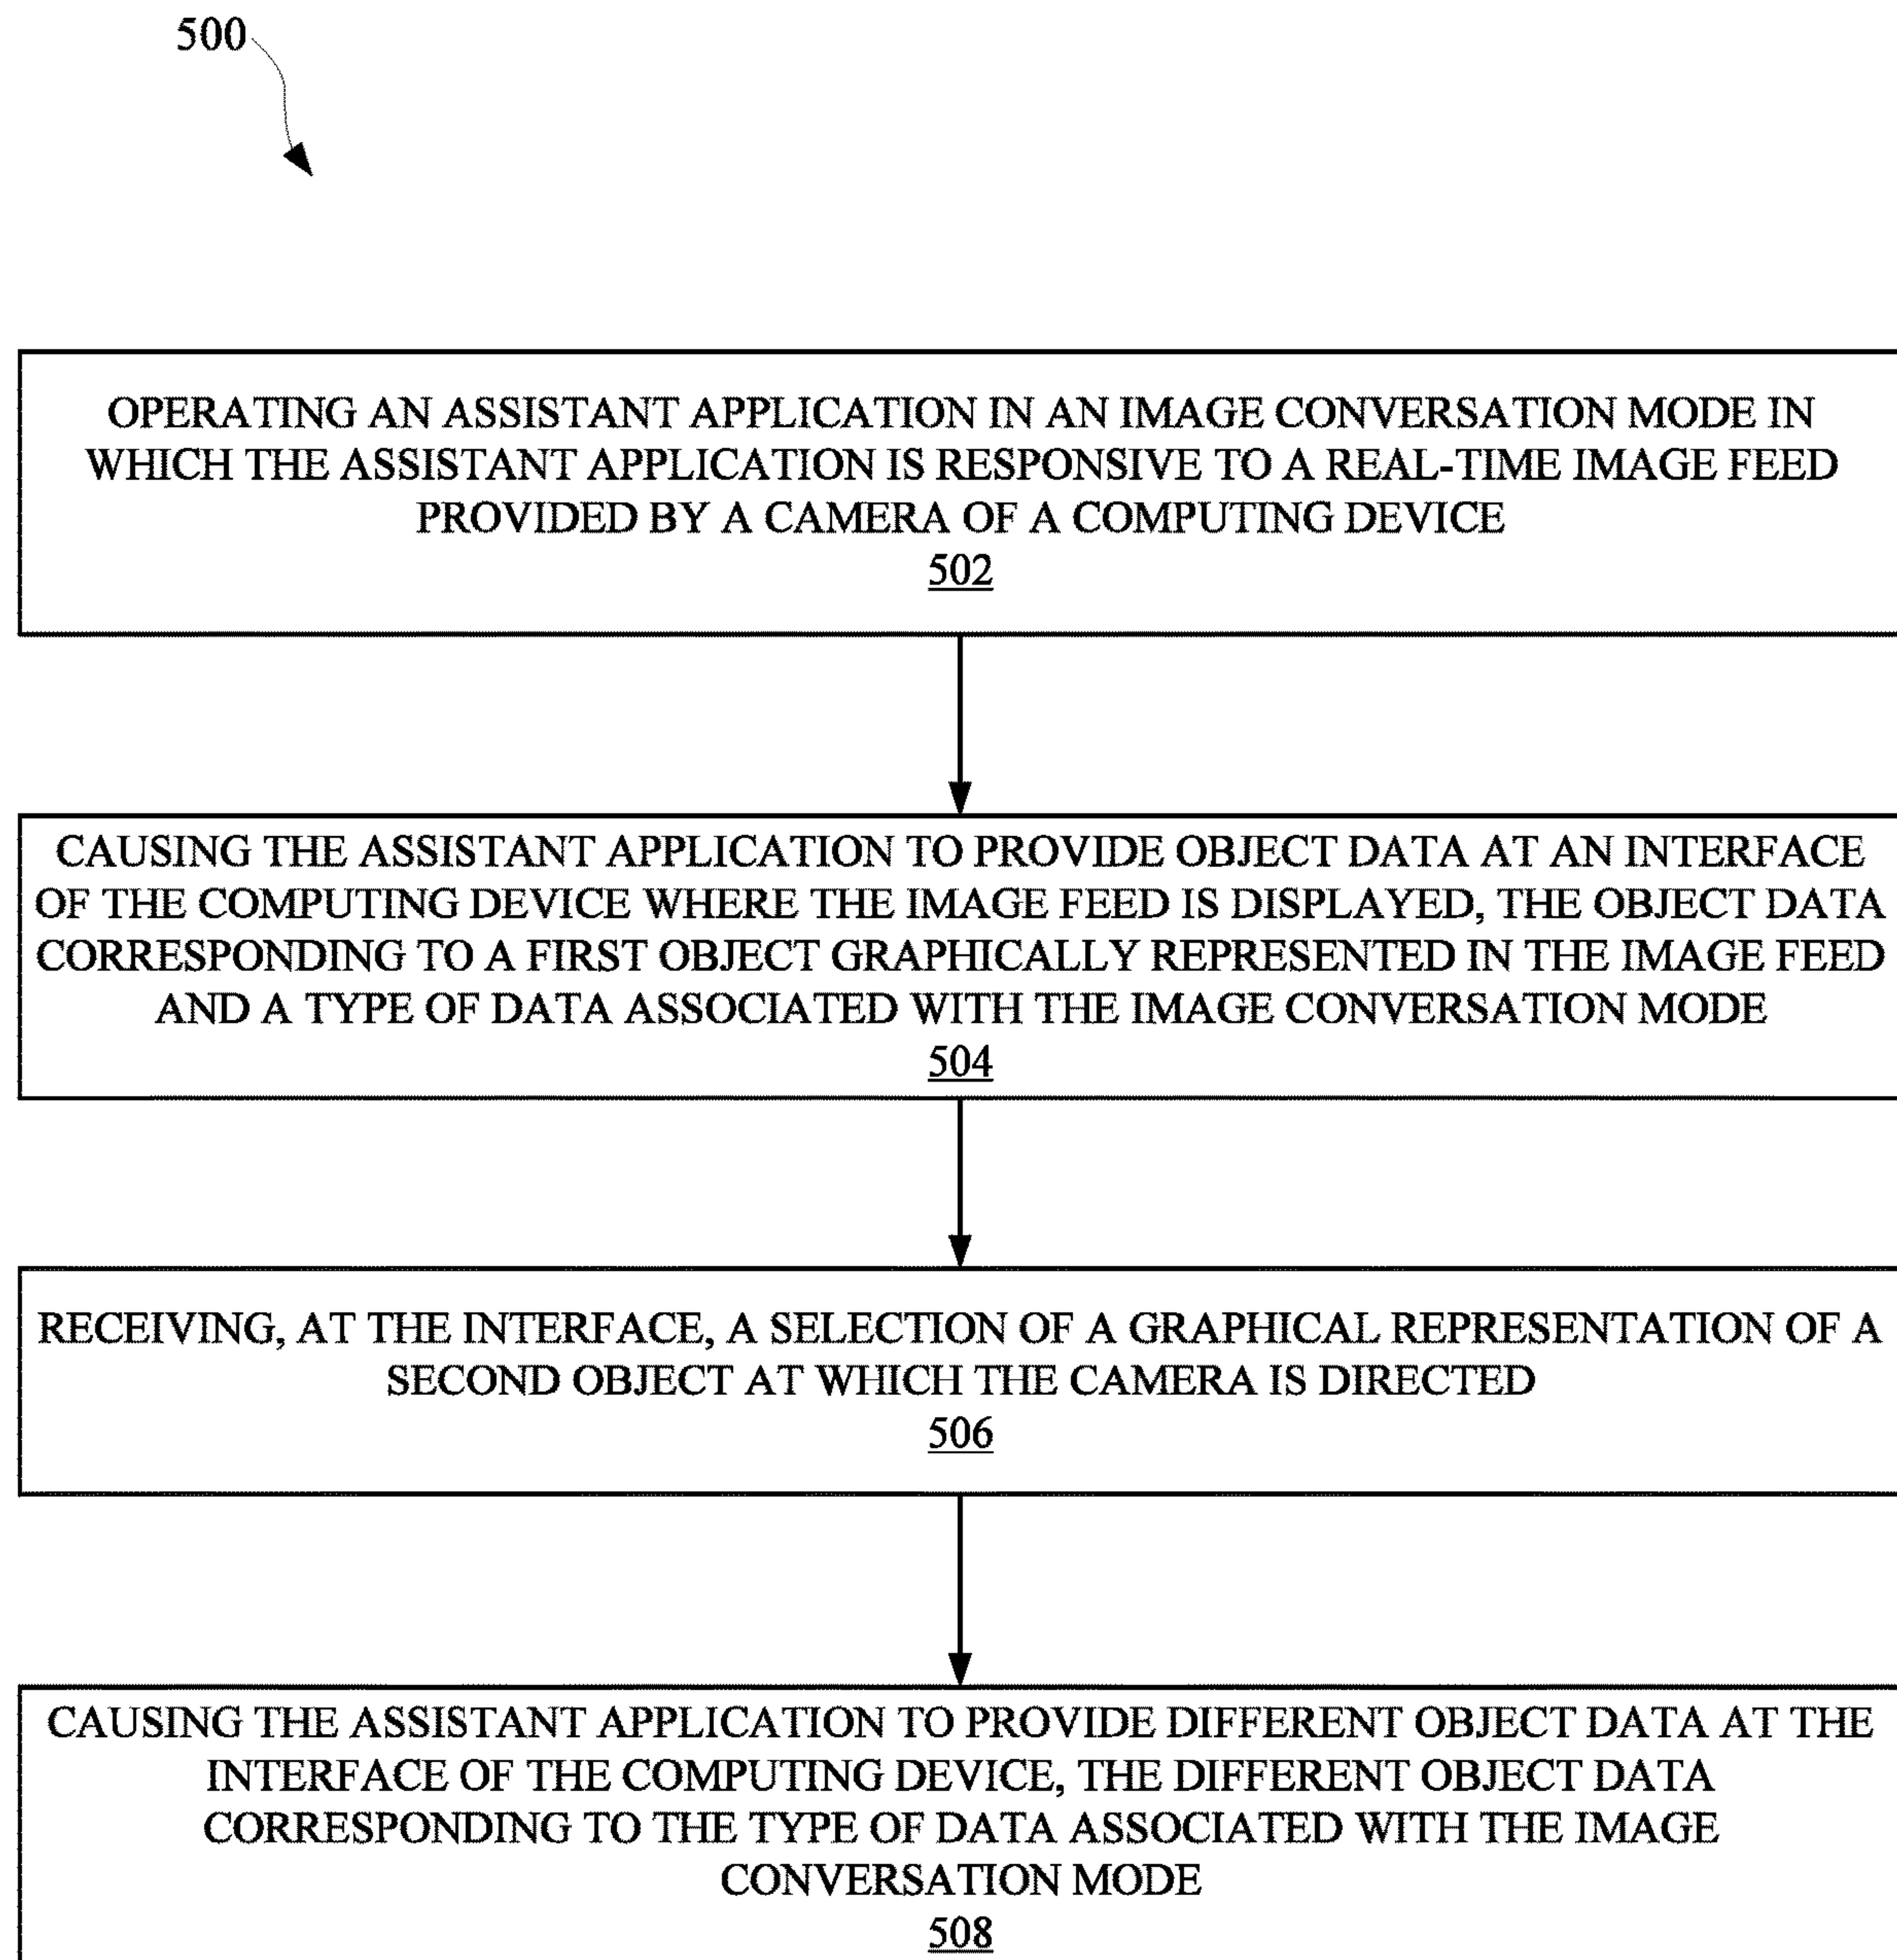 500
OPERATING AN ASSISTANT APPLICATION IN AN IMAGE CONVERSATION MODE IN
WHICH THE ASSISTANT APPLICATION IS RESPONSIVE TO A REAL-TIME IMAGE FEED
PROVIDED BY A CAMERA OF A COMPUTING DEVICE
502
CAUSING THE ASSISTANT APPLICATION TO PROVIDE OBJECT DATA AT AN INTERFACE
OF THE COMPUTING DEVICE WHERE THE IMAGE FEED IS DISPLAYED, THE OBJECT DATA
CORRESPONDING TO A FIRST OBJECT GRAPHICALLY REPRESENTED IN THE IMAGE FEED
AND A TYPE OF DATA ASSOCIATED WITH THE IMAGE CONVERSATION MODE
504
RECEIVING, AT THE INTERFACE, A SELECTION OF A GRAPHICAL REPRESENTATION OF A
SECOND OBJECT AT WHICH THE CAMERA IS DIRECTED
506
CAUSING THE ASSISTANT APPLICATION TO PROVIDE DIFFERENT OBJECT DATA AT THE
INTERFACE OF THE COMPUTING DEVICE, THE DIFFERENT OBJECT DATA
CORRESPONDING TO THE TYPE OF DATA ASSOCIATED WITH THE IMAGE
CONVERSATION MODE
508